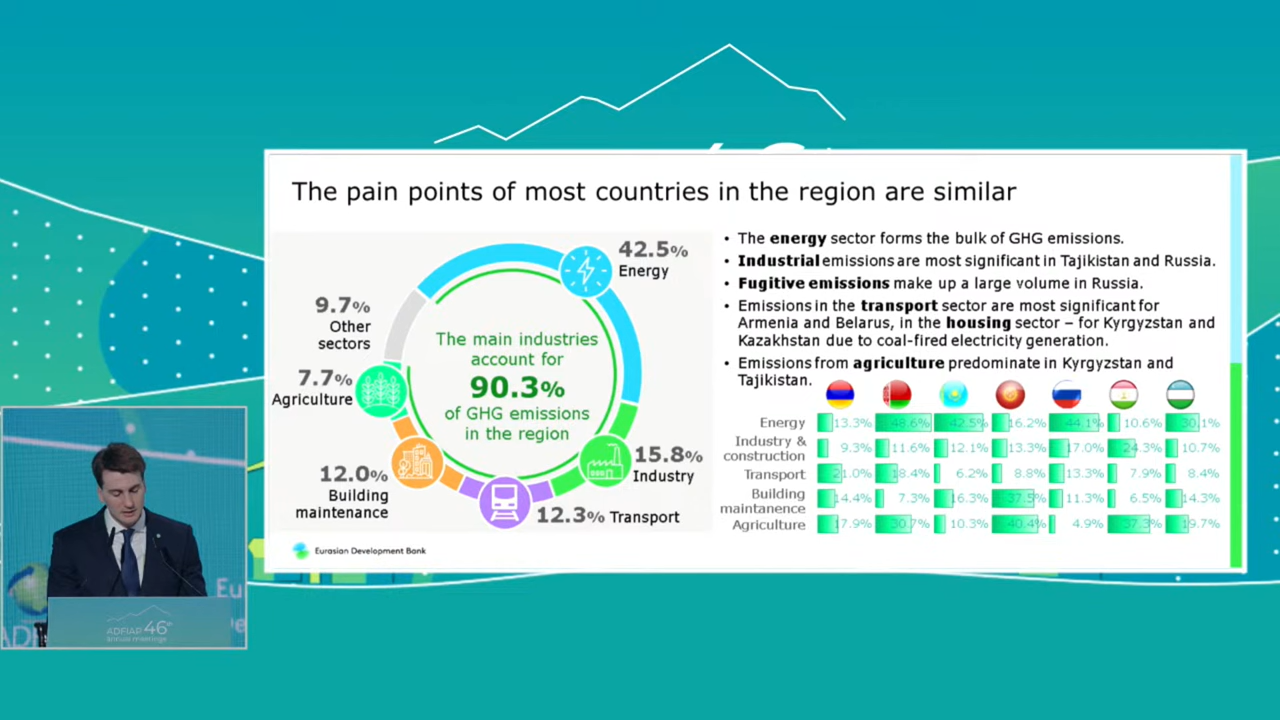 The pain points of most countries in the region are similar
42.5%
Energy
9.7%
Other
sectors
7.7%
Agriculture
12.0%
Building
maintenance
12.3% Transport
15.8%
Industry
The main industries
account for
90.3%
of GHG emissions
in the region
• The energy sector forms the bulk of GHG emissions.
• Industrial emissions are most significant in Tajikistan and Russia.
• Fugitive emissions make up a large volume in Russia.
• Emissions in the transport sector are most significant for
Armenia and Belarus, in the housing sector – for Kyrgyzstan and
Kazakhstan due to coal-fired electricity generation.
• Emissions from agriculture predominate in Kyrgyzstan and
Tajikistan.
Energy 13.3% 48.6% 42.5% 16.2% 44.1% 10.6% 30.1%
Industry &
construction 9.3% 11.6% 12.1% 13.3% 17.0% 24.3% 10.7%
Transport 21.0% 18.4% 6.2% 8.8% 13.3% 7.9% 8.4%
Building
maintanence 14.4% 7.3% 16.3% 37.5% 11.3% 6.5% 14.3%
Agriculture 17.9% 30.7% 10.3% 40.4% 4.9% 37.3% 19.7%
Eurasian Development Bank
Eu
ADFIAP 46th
annual meetings